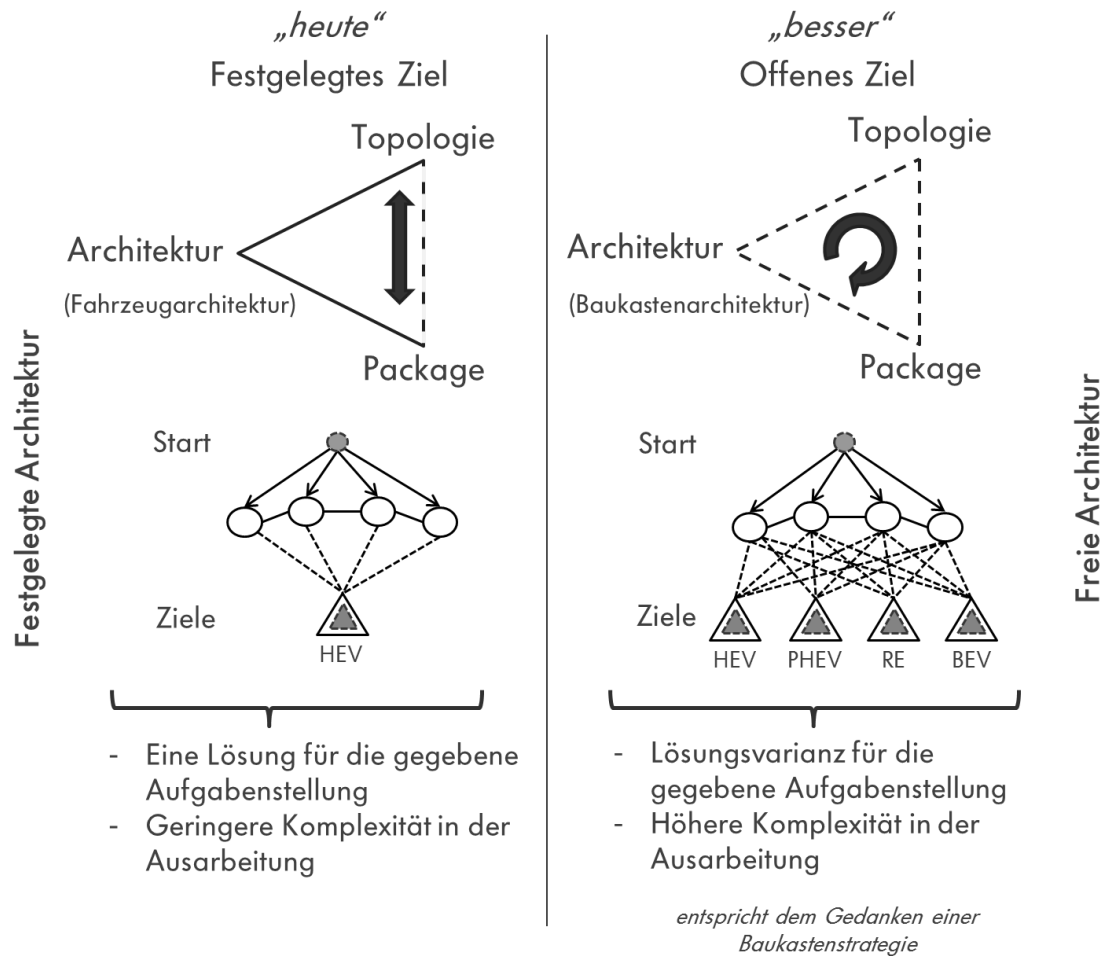 „heute“
Festgelegtes Ziel
Topologie
Architektur
(Fahrzeugarchitektur)
Package
Festgelegte Architektur
Start
Ziele
HEV
- Eine Lösung für die gegebene
Aufgabenstellung
- Geringere Komplexität in der
Ausarbeitung
„besser“
Offenes Ziel
Topologie
Architektur
(Baukastenarchitektur)
Package
Freie Architektur
Start
Ziele
HEV PHEV RE BEV
- Lösungsvarianz für die
gegebene Aufgabenstellung
- Höhere Komplexität in der
Ausarbeitung
entspricht dem Gedanken einer
Baukastenstrategie